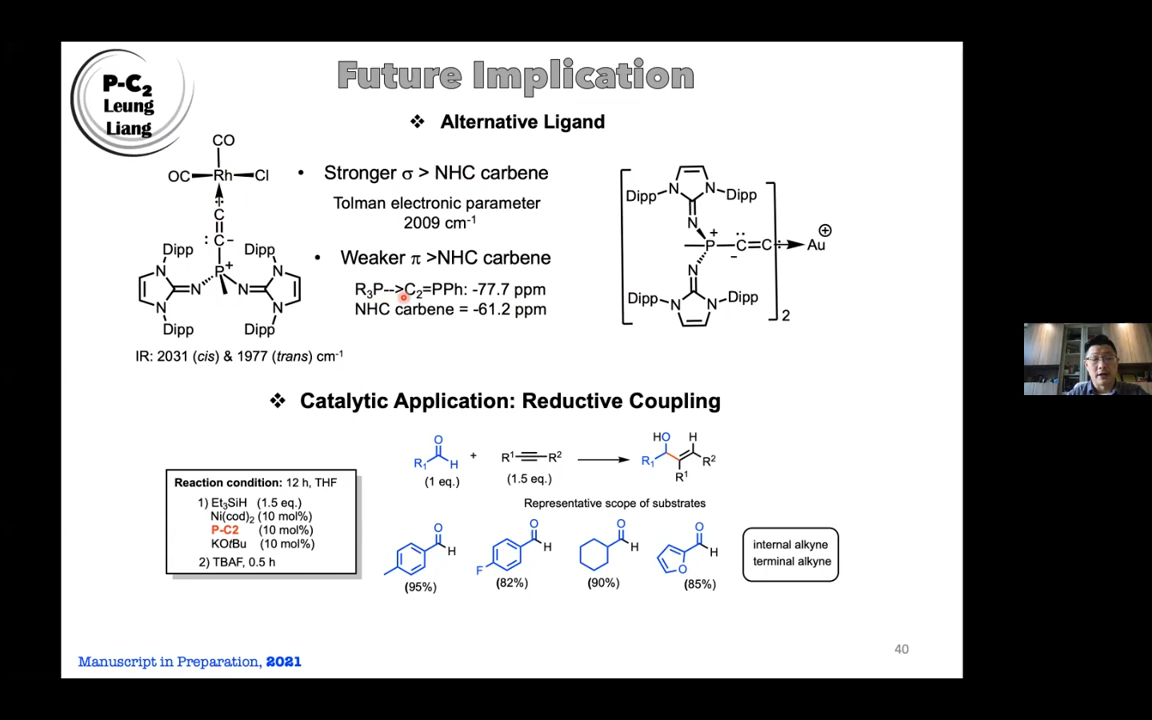 P-C2
Leung
Liang
Future Implication
❖ Alternative Ligand
CO
OC Rh Cl
:
C
: C -
P +
Dipp Dipp
N N
N N
N N
Dipp Dipp
IR: 2031 (cis) & 1977 (trans) cm-1
• Stronger σ > NHC carbene
Tolman electronic parameter
2009 cm-1
• Weaker π >NHC carbene
R3P-->C2=PPh: -77.7 ppm
NHC carbene = -61.2 ppm
Dipp N N Dipp
N
+
P C=C: Au +
-
N
Dipp N N Dipp
2
❖ Catalytic Application: Reductive Coupling
Reaction condition: 12 h, THF
1) Et3SiH (1.5 eq.)
Ni(cod)2 (10 mol%)
P-C2 (10 mol%)
KOtBu (10 mol%)
2) TBAF, 0.5 h
O
R1 H
(1 eq.)
+
R1 R2
(1.5 eq.)
HO H
R1 R2
R1
Representative scope of substrates
O
H
(95%)
O
H
F
(82%)
O
H
(90%)
O
H
O
(85%)
internal alkyne
terminal alkyne
Manuscript in Preparation, 2021
40